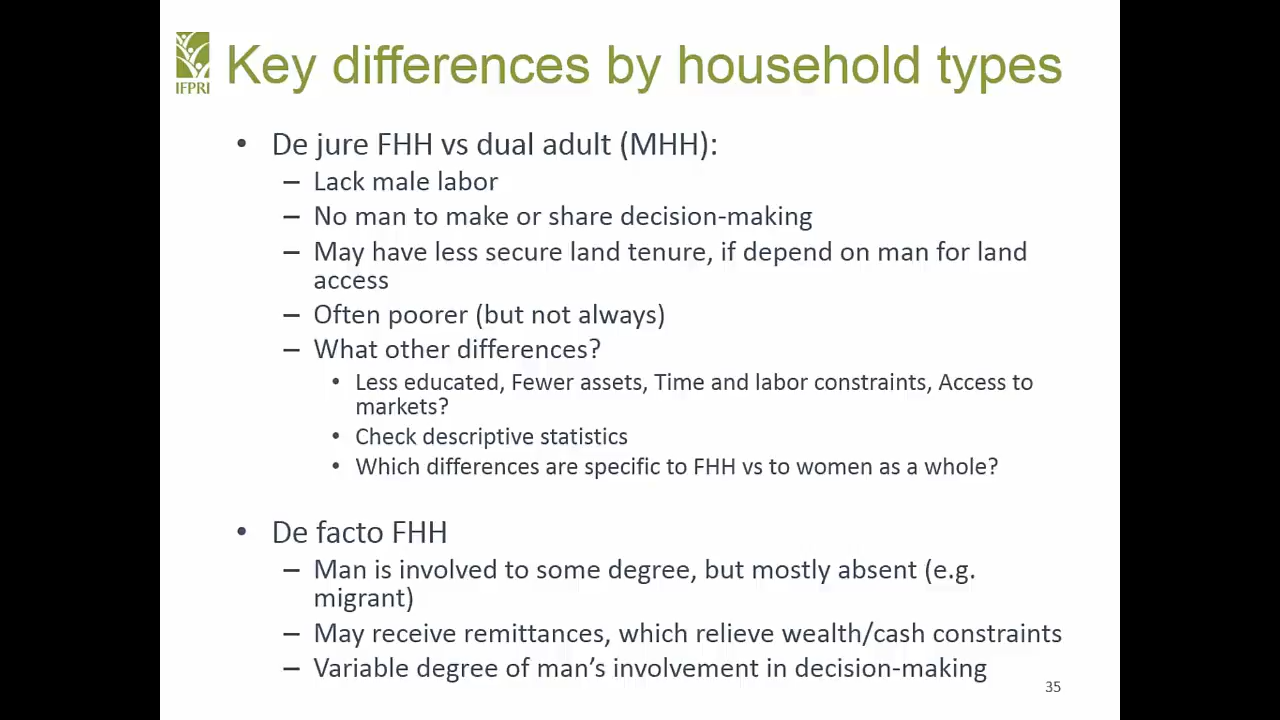 IFPRI
Key differences by household types
• De jure FHH vs dual adult (MHH):
– Lack male labor
– No man to make or share decision-making
– May have less secure land tenure, if depend on man for land
access
– Often poorer (but not always)
– What other differences?
• Less educated, Fewer assets, Time and labor constraints, Access to
markets?
• Check descriptive statistics
• Which differences are specific to FHH vs to women as a whole?
• De facto FHH
– Man is involved to some degree, but mostly absent (e.g.
migrant)
– May receive remittances, which relieve wealth/cash constraints
– Variable degree of man’s involvement in decision-making
35